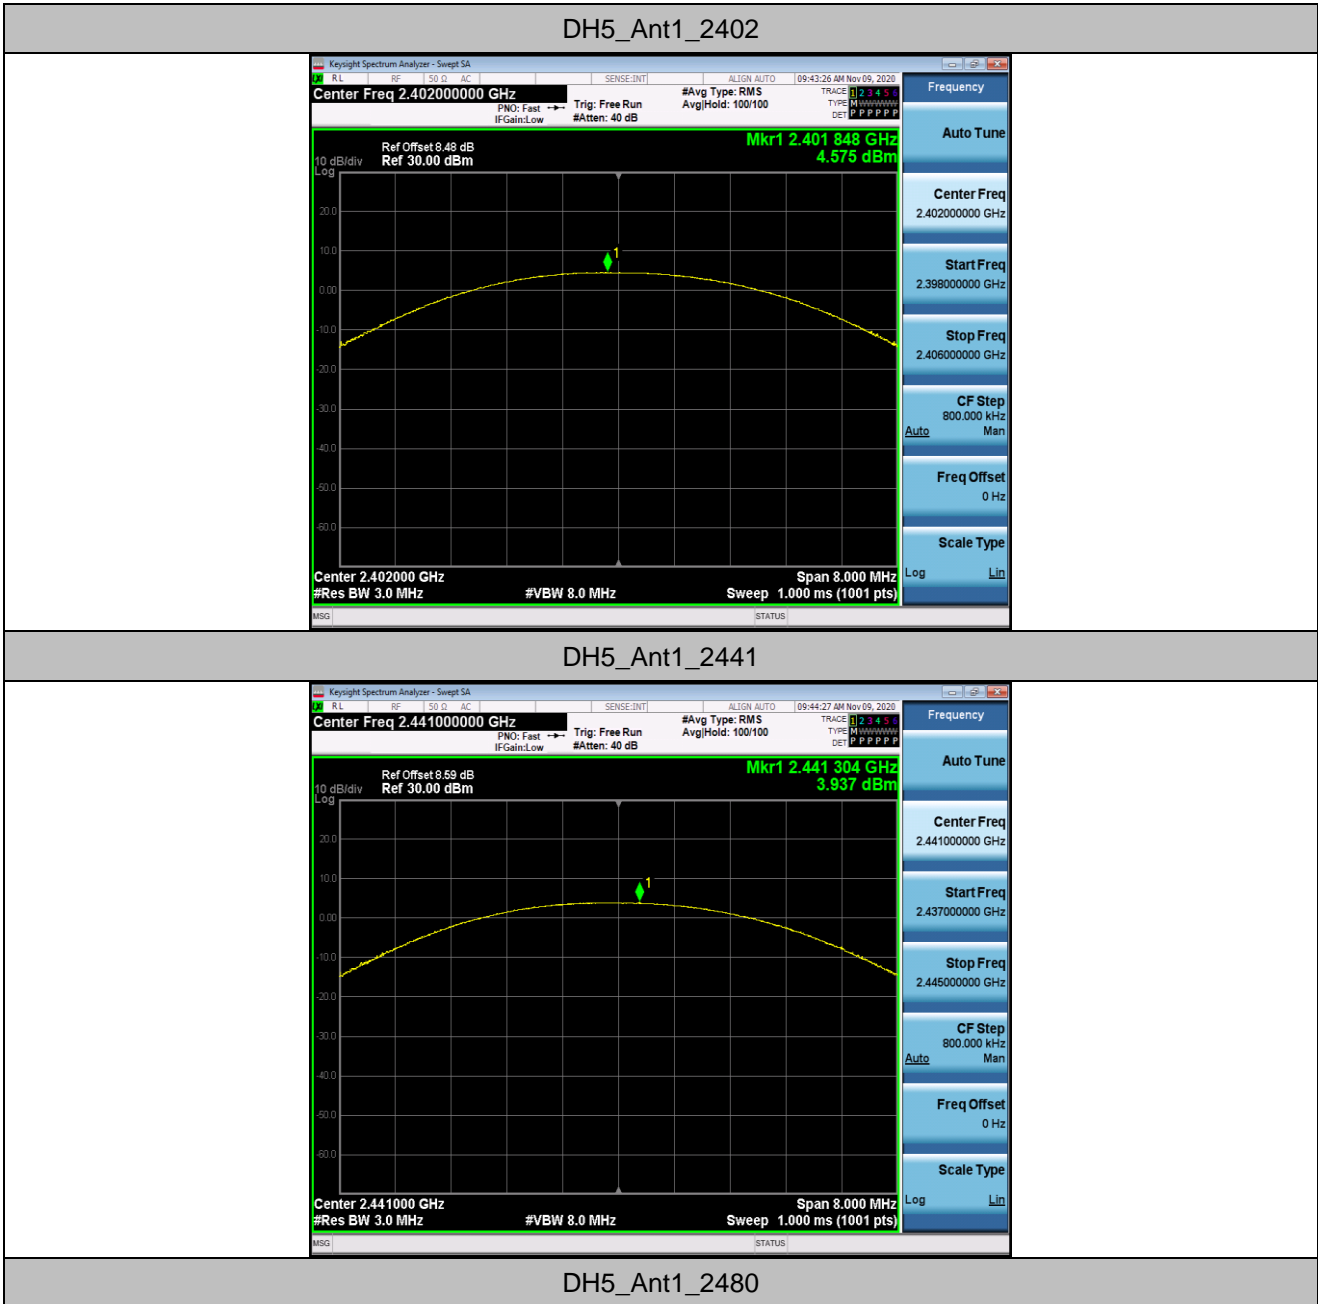 DH5_Ant1_2402
Keysight Spectrum Analyzer - Swept SA
RL RF 50 Ω AC SENSE:INT ALIGN AUTO 09:43:26 AM Nov 09, 2020
Center Freq 2.402000000 GHz
PNO: Fast
IFGain:Low
Trig: Free Run
#Atten: 40 dB
#Avg Type: RMS
Avg|Hold: 100/100
TRACE 1 2 3 4 5 6
TYPE M WWWWW
DET P P P P P P
Frequency
Mkr1 2.401 848 GHz
4.575 dBm
Ref Offset 8.48 dB
10 dB/div Ref 30.00 dBm
Log
20.0
10.0
0.00
-10.0
-20.0
-30.0
-40.0
-50.0
-60.0
1
Center 2.402000 GHz Span 8.000 MHz
#Res BW 3.0 MHz #VBW 8.0 MHz Sweep 1.000 ms (1001 pts)
MSG STATUS
Auto Tune
Center Freq
2.402000000 GHz
Start Freq
2.398000000 GHz
Stop Freq
2.406000000 GHz
CF Step
800.000 kHz
Auto Man
Freq Offset
0 Hz
Scale Type
Log Lin
DH5_Ant1_2441
Keysight Spectrum Analyzer - Swept SA
RL RF 50 Ω AC SENSE:INT ALIGN AUTO 09:44:27 AM Nov 09, 2020
Center Freq 2.441000000 GHz
PNO: Fast
IFGain:Low
Trig: Free Run
#Atten: 40 dB
#Avg Type: RMS
Avg|Hold: 100/100
TRACE 1 2 3 4 5 6
TYPE M WWWWW
DET P P P P P P
Frequency
Mkr1 2.441 304 GHz
3.937 dBm
Ref Offset 8.59 dB
10 dB/div Ref 30.00 dBm
Log
20.0
10.0
0.00
-10.0
-20.0
-30.0
-40.0
-50.0
-60.0
1
Center 2.441000 GHz Span 8.000 MHz
#Res BW 3.0 MHz #VBW 8.0 MHz Sweep 1.000 ms (1001 pts)
MSG STATUS
Auto Tune
Center Freq
2.441000000 GHz
Start Freq
2.437000000 GHz
Stop Freq
2.445000000 GHz
CF Step
800.000 kHz
Auto Man
Freq Offset
0 Hz
Scale Type
Log Lin
DH5_Ant1_2480